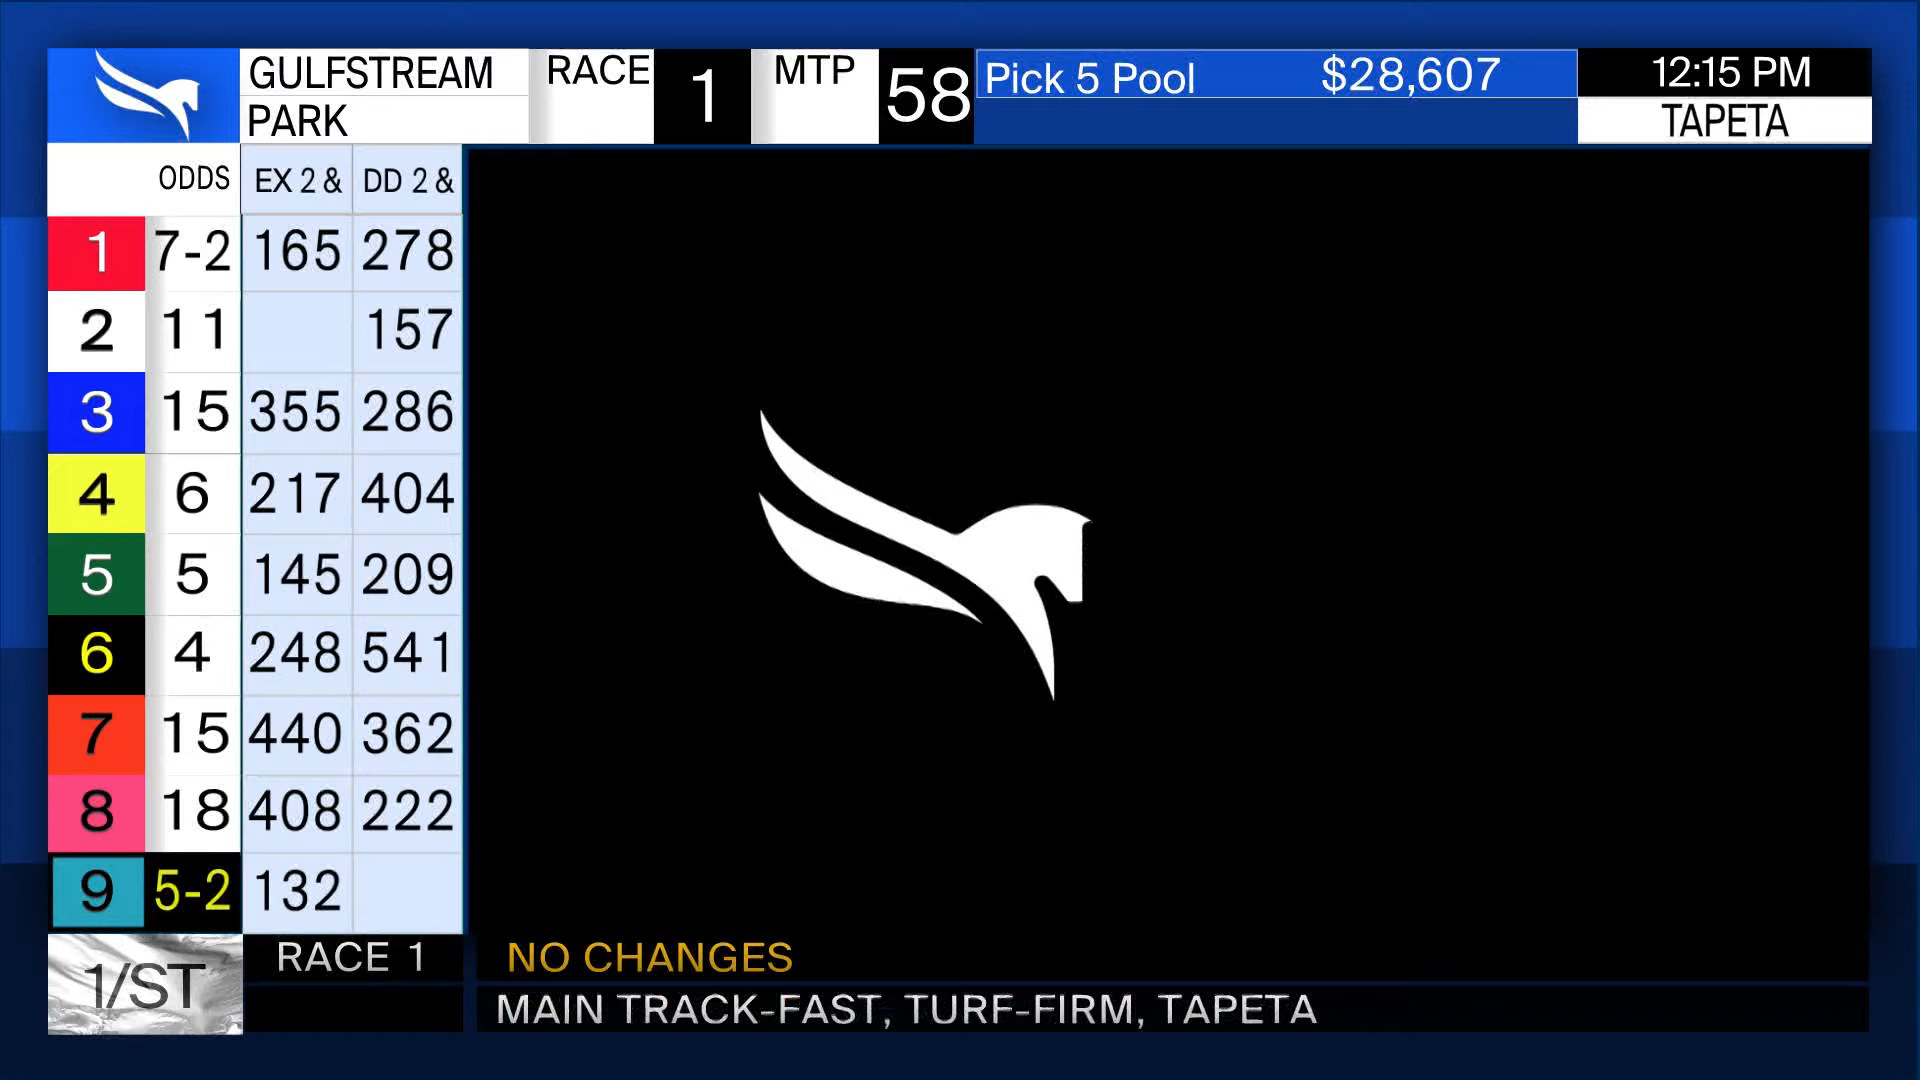 GULFSTREAM PARK RACE 1 MTP 58 Pick 5 Pool $28,607 12:15 PM
TAPETA
ODDS EX 2 & DD 2 &
1 7-2 165 278
2 11 157
3 15 355 286
4 6 217 404
5 5 145 209
6 4 248 541
7 15 440 362
8 18 408 222
9 5-2 132
1/ST RACE 1 NO CHANGES
MAIN TRACK-FAST, TURF-FIRM, TAPETA